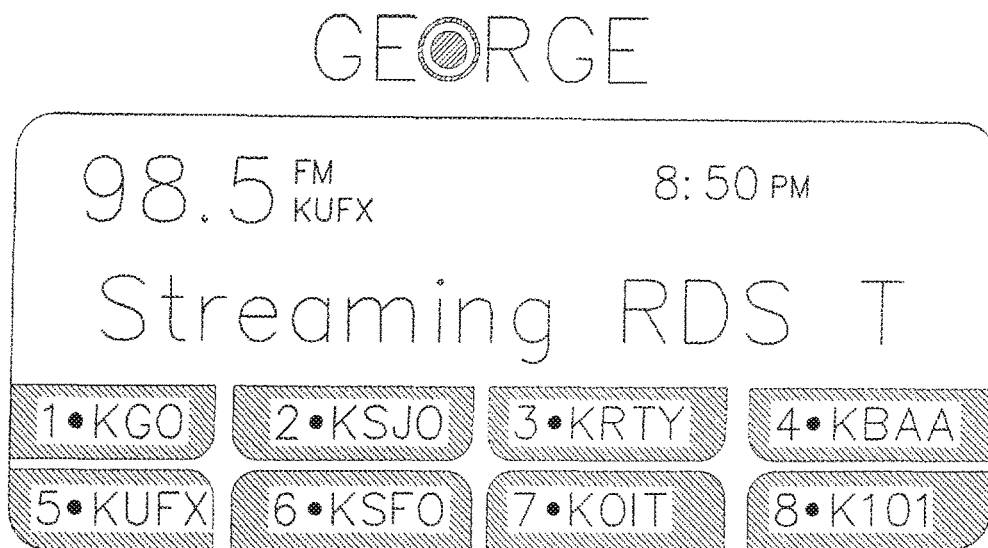 GEORGE
98.5 FM KUFX 8:50 PM
Streaming RDS T
1•KGO 2•KSJO 3•KRTY 4•KBAA
5•KUFX 6•KSFO 7•KOIT 8•K101